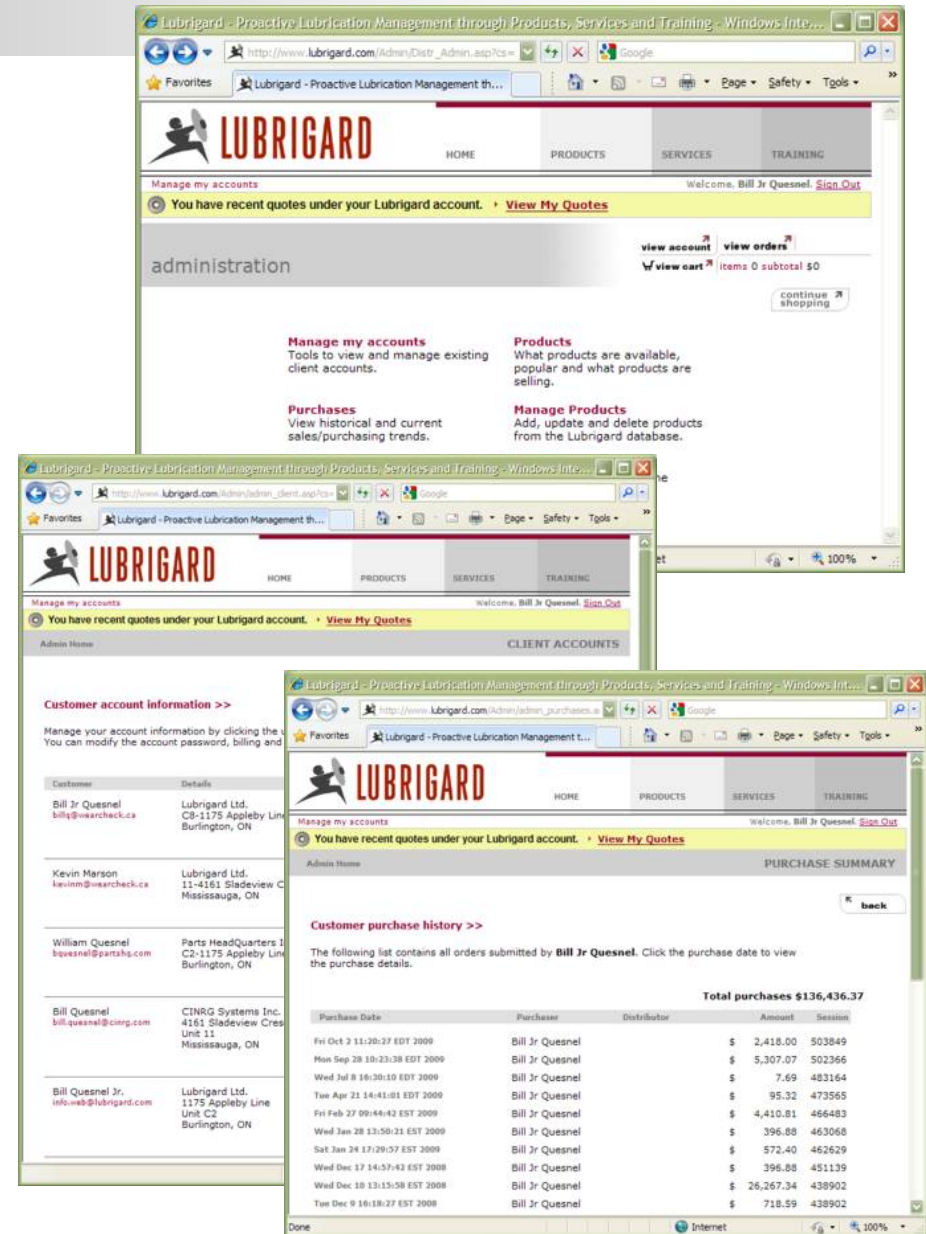 Lubrigard - Proactive Lubrication Management through Products, Services and Training - Windows Inte...
http://www.lubrigard.com/Admin/Distr_Admin.asp?cs=
Google
Favorites
Lubrigard - Proactive Lubrication Management th...
Page
Safety
Tools
LUBRIGARD
HOME
PRODUCTS
SERVICES
TRAINING
Manage my accounts
Welcome, Bill Jr Quesnel. Sign Out
You have recent quotes under your Lubrigard account. View My Quotes
administration
view account view orders
view cart items 0 subtotal $0
continue
shopping
Manage my accounts
Tools to view and manage existing
client accounts.
Products
What products are available,
popular and what products are
selling.
Purchases
View historical and current
sales/purchasing trends.
Manage Products
Add, update and delete products
from the Lubrigard database.
100%
Lubrigard - Proactive Lubrication Management through Products, Services and Training - Windows Inte...
http://www.lubrigard.com/Admin/admin_client.asp?cs=
Google
Favorites
Lubrigard - Proactive Lubrication Management th...
Page
Safety
Tools
LUBRIGARD
HOME
PRODUCTS
SERVICES
TRAINING
Manage my accounts
Welcome, Bill Jr Quesnel. Sign Out
You have recent quotes under your Lubrigard account. View My Quotes
Admin Home
CLIENT ACCOUNTS
Customer account information >>
Manage your account information by clicking the
You can modify the account password, billing and
Customer Details
Bill Jr Quesnel
billq@wearcheck.ca
Lubrigard Ltd.
C8-1175 Appleby Line
Burlington, ON
Kevin Marson
kevinm@wearcheck.ca
Lubrigard Ltd.
11-4161 Sladeview C
Mississauga, ON
William Quesnel
bquesnel@partshq.com
Parts HeadQuarters I
C2-1175 Appleby Line
Burlington, ON
Bill Quesnel
bill.quesnel@cinrg.com
CINRG Systems Inc.
4161 Sladeview Cres
Unit 11
Mississauga, ON
Bill Quesnel Jr.
info.web@lubrigard.com
Lubrigard Ltd.
1175 Appleby Line
Unit C2
Burlington, ON
Lubrigard - Proactive Lubrication Management through Products, Services and Training - Windows Int...
http://www.lubrigard.com/Admin/admin_purchases.a
Google
Favorites
Lubrigard - Proactive Lubrication Management t...
Page
Safety
Tools
LUBRIGARD
HOME
PRODUCTS
SERVICES
TRAINING
Manage my accounts
Welcome, Bill Jr Quesnel. Sign Out
You have recent quotes under your Lubrigard account. View My Quotes
Admin Home
PURCHASE SUMMARY
back
Customer purchase history >>
The following list contains all orders submitted by Bill Jr Quesnel. Click the purchase date to view
the purchase details.
Total purchases $136,436.37
Purchase Date Purchaser Distributor Amount Session
Fri Oct 2 11:20:27 EDT 2009 Bill Jr Quesnel $ 2,418.00 503849
Mon Sep 28 10:23:38 EDT 2009 Bill Jr Quesnel $ 5,307.07 502366
Wed Jul 8 16:30:10 EDT 2009 Bill Jr Quesnel $ 7.69 483164
Tue Apr 21 14:41:01 EDT 2009 Bill Jr Quesnel $ 95.32 473565
Fri Feb 27 09:44:42 EST 2009 Bill Jr Quesnel $ 4,410.81 466483
Wed Jan 28 13:50:21 EST 2009 Bill Jr Quesnel $ 396.88 463068
Sat Jan 24 17:29:57 EST 2009 Bill Jr Quesnel $ 572.40 462629
Wed Dec 17 14:57:42 EST 2008 Bill Jr Quesnel $ 396.88 451139
Wed Dec 10 13:15:58 EST 2008 Bill Jr Quesnel $ 26,267.34 438902
Tue Dec 9 16:18:27 EST 2008 Bill Jr Quesnel $ 718.59 438902
Done
Internet
100%